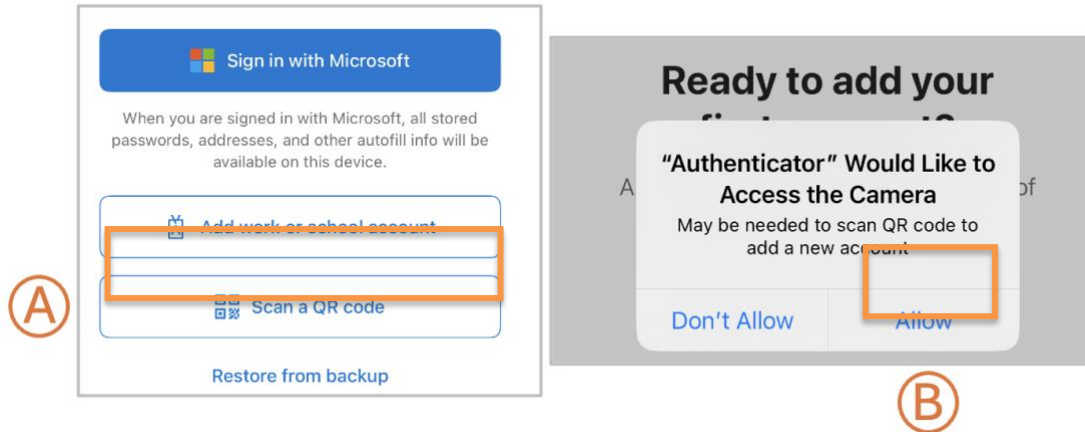 Sign in with Microsoft
When you are signed in with Microsoft, all stored
passwords, addresses, and other autofill info will be
available on this device.
Add work or school account
Scan a QR code
Restore from backup
A
Ready to add your
A of
"Authenticator" Would Like to
Access the Camera
May be needed to scan QR code to
add a new account
Don't Allow
Allow
B